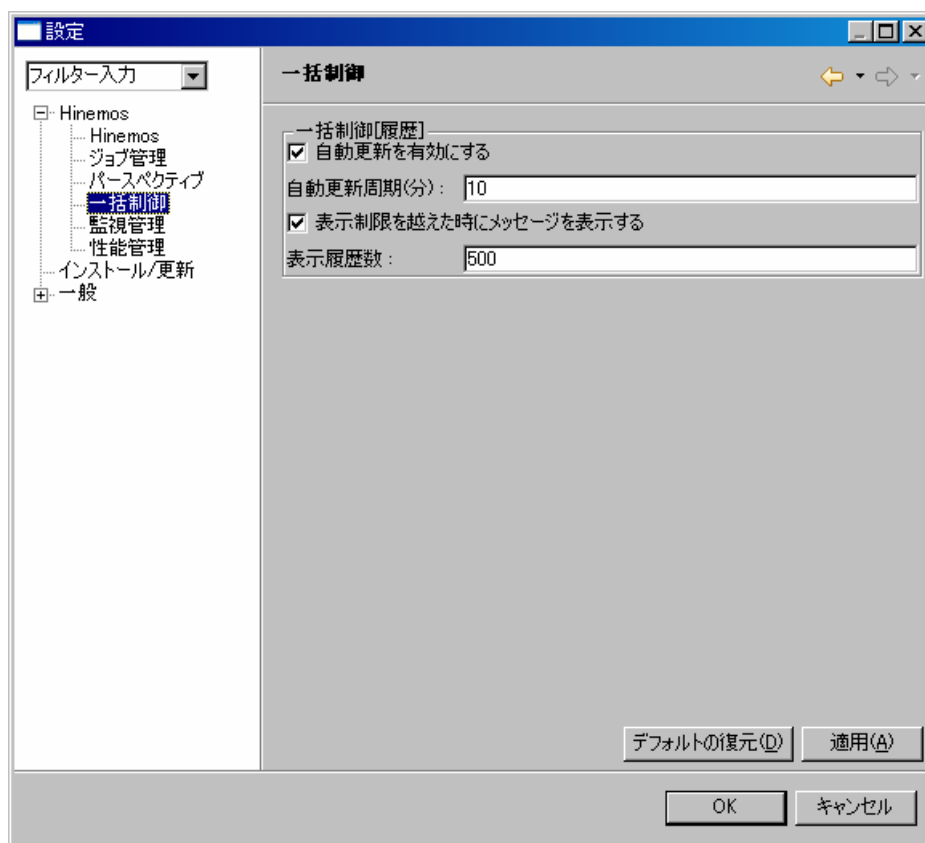 設定
フィルター入力
Hinemos
Hinemos
ジョブ管理
パースペクティブ
一括制御
監視管理
性能管理
インストール/更新
一般
一括制御
一括制御[履歴]
自動更新を有効にする
自動更新周期(分): 10
表示制限を越えた時にメッセージを表示する
表示履歴数: 500
デフォルトの復元(D) 適用(A)
OK キャンセル